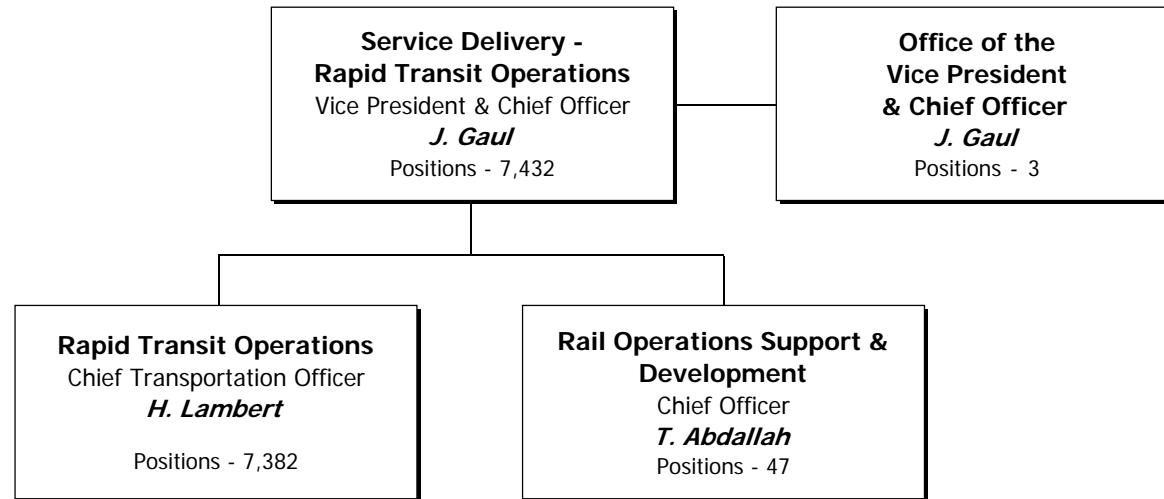 Service Delivery -
Rapid Transit Operations
Vice President & Chief Officer
J. Gaul
Positions - 7,432
Office of the
Vice President
& Chief Officer
J. Gaul
Positions - 3
Rapid Transit Operations
Chief Transportation Officer
H. Lambert
Positions - 7,382
Rail Operations Support &
Development
Chief Officer
T. Abdallah
Positions - 47